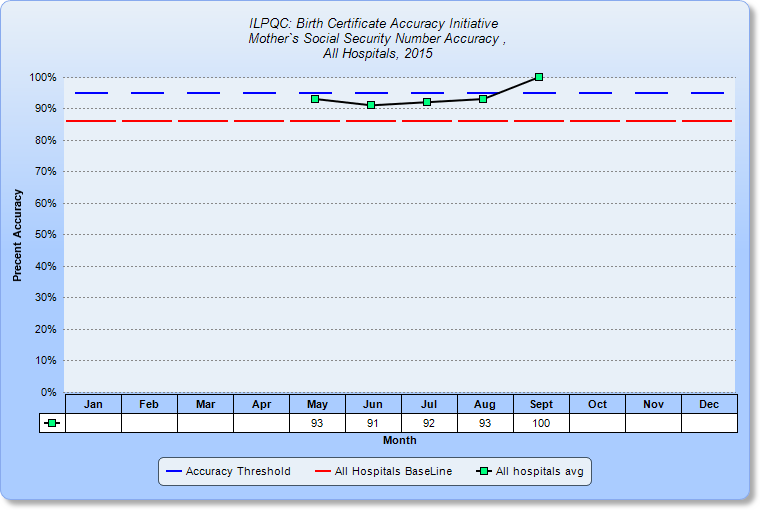 ILPQC: Birth Certificate Accuracy Initiative
Mother`s Social Security Number Accuracy ,
All Hospitals, 2015
100%
90%
80%
70%
60%
50%
40%
30%
20%
10%
0%
Precent Accuracy
Jan Feb Mar Apr May Jun Jul Aug Sept Oct Nov Dec
93 91 92 93 100
Month
Accuracy Threshold All Hospitals BaseLine All hospitals avg